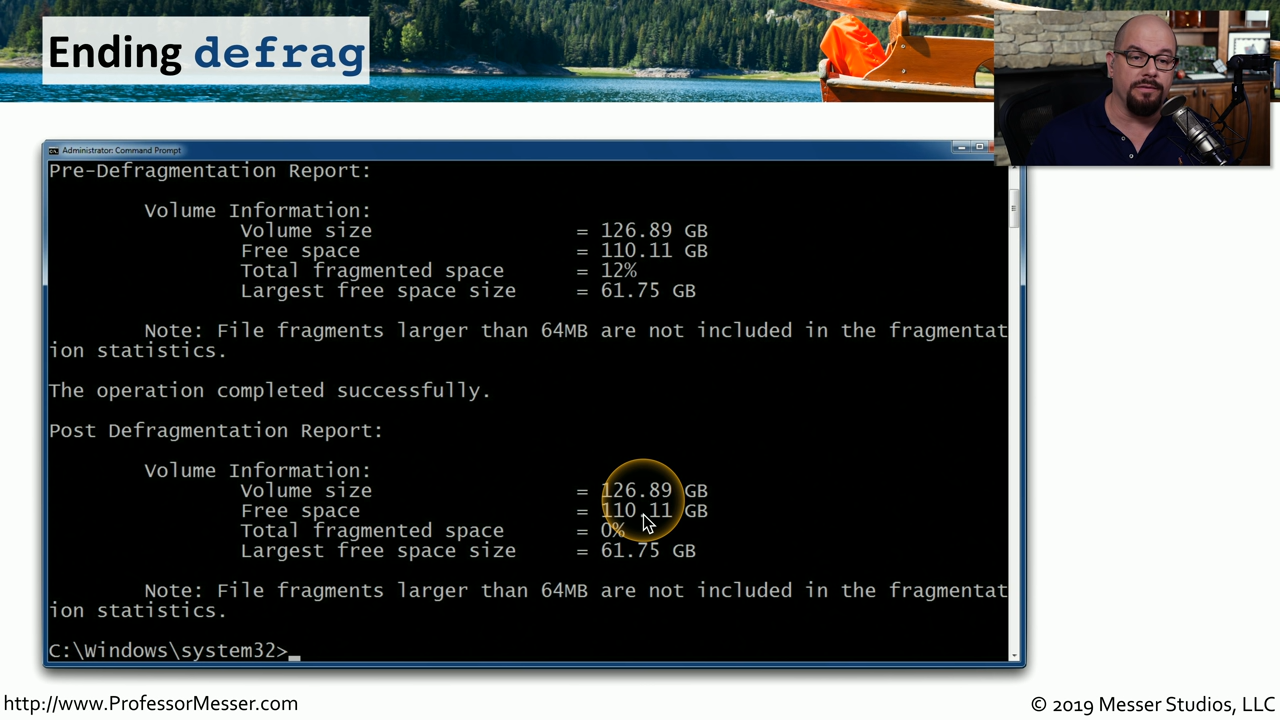 Ending defrag
Administrator: Command Prompt
Pre-Defragmentation Report:
Volume Information:
Volume size = 126.89 GB
Free space = 110.11 GB
Total fragmented space = 12%
Largest free space size = 61.75 GB
Note: File fragments larger than 64MB are not included in the fragmentat
ion statistics.
The operation completed successfully.
Post Defragmentation Report:
Volume Information:
Volume size = 126.89 GB
Free space = 110.11 GB
Total fragmented space = 0%
Largest free space size = 61.75 GB
Note: File fragments larger than 64MB are not included in the fragmentat
ion statistics.
C:\Windows\system32>_
http://www.ProfessorMesser.com
© 2019 Messer Studios, LLC